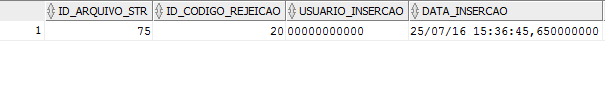 ID_ARQUIVO_STR ID_CODIGO_REJEICAO USUARIO_INSERCAO DATA_INSERCAO
1 75 20 00000000000 25/07/16 15:36:45,650000000